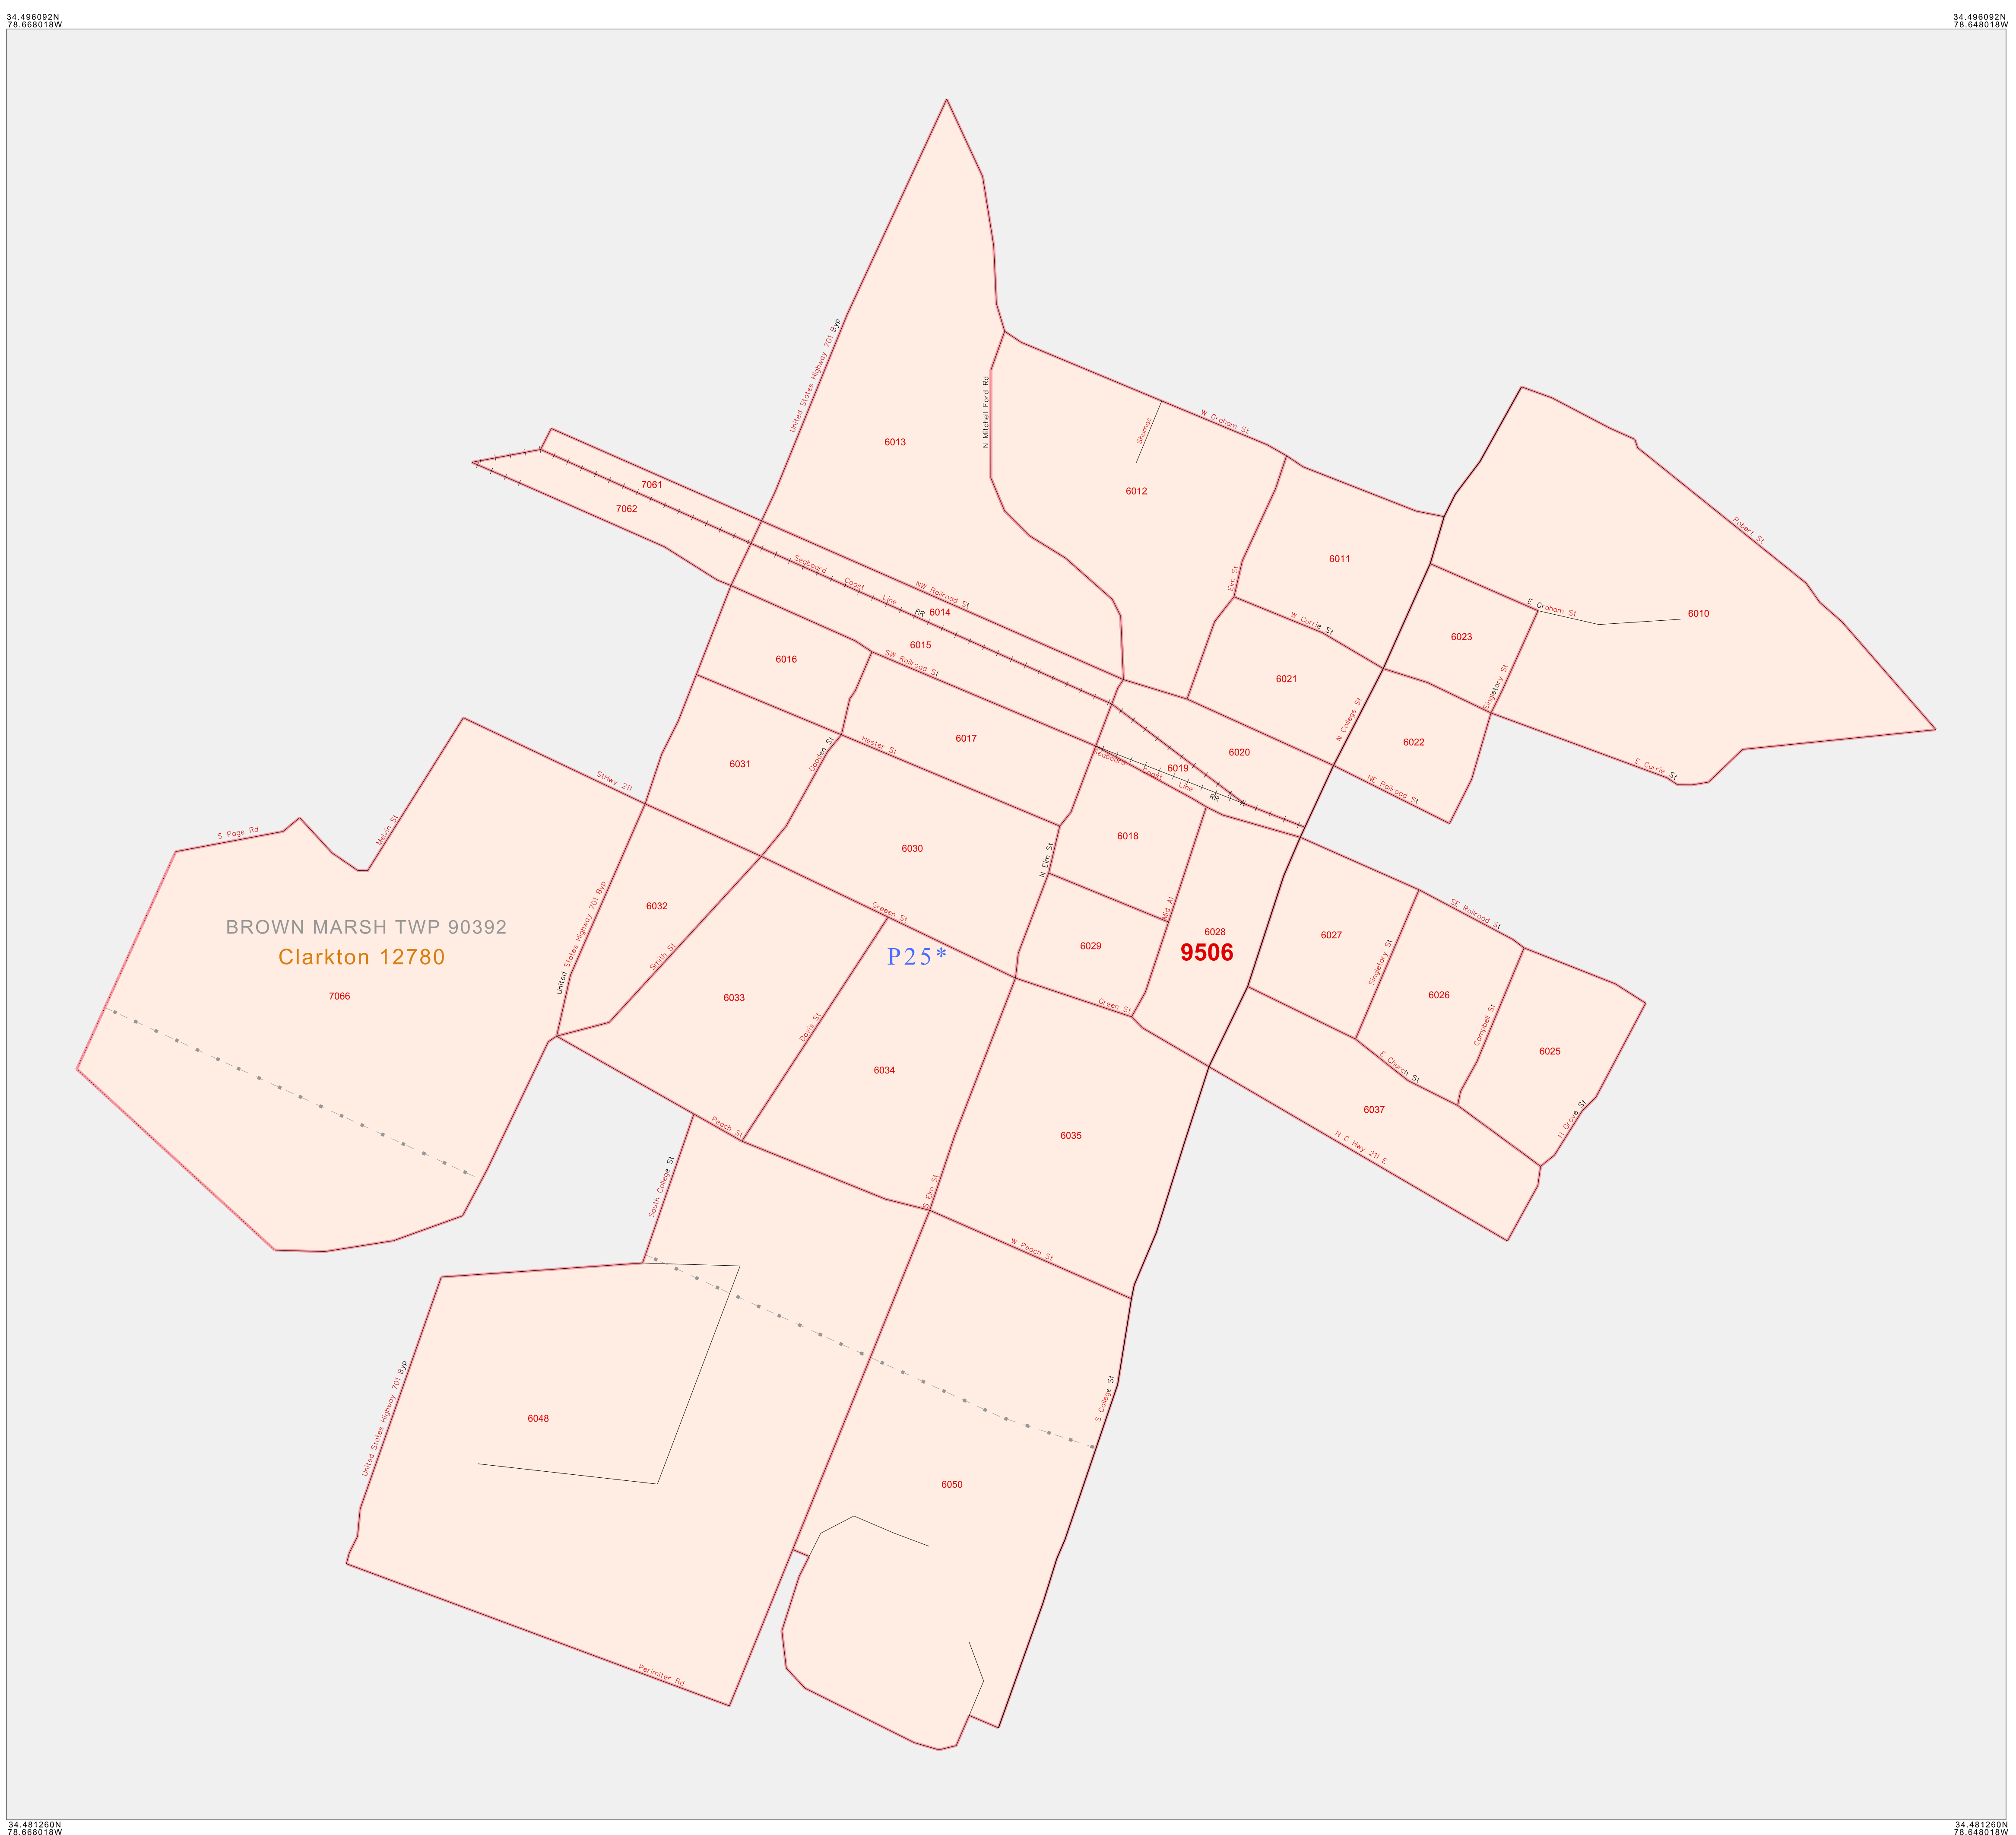 34.496092N
78.668018W
34.496092N
78.648018W
United States Highway 701 Byp
N Mitchell Ford Rd
Shumac
W Graham St
6013
7061
7062
6012
6011
Robert St
Seaboard Coast Line RR
NW Railroad St
6014
6015
SW Railroad St
Elm St
W Currie St
E Graham St
6010
6023
Singletary St
6016
6021
N College St
6022
E Currie St
6017
Hester St
Gooden St
6031
StHwy 211
6020
6019
Seaboard Coast Line RR
NE Railroad St
Melvin St
S Page Rd
6018
6030
N Elm St
Mid Al
6032
Greeen St
SE Railroad St
BROWN MARSH TWP 90392
Clarkton 12780
7066
United States Highway 701 Byp
Smith St
P25*
6029
6028
9506
6027
Singletary St
6026
Campbell St
6033
Davis St
Green St
6034
6025
E Church St
6037
N Grove St
N C Hwy 211 E
Peach St
6035
South College St
S Elm St
W Peach St
United States Highway 701 Byp
S College St
6048
6050
Perimiter Rd
34.481260N
78.668018W
34.481260N
78.648018W